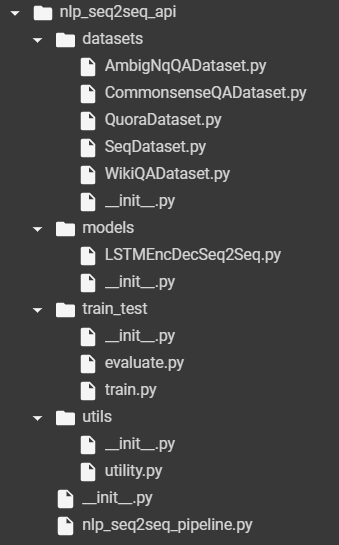 nlp_seq2seq_api
datasets
AmbigNqQADataset.py
CommonsenseQADataset.py
QuoraDataset.py
SeqDataset.py
WikiQADataset.py
__init__.py
models
LSTMEncDecSeq2Seq.py
__init__.py
train_test
__init__.py
evaluate.py
train.py
utils
__init__.py
utility.py
__init__.py
nlp_seq2seq_pipeline.py